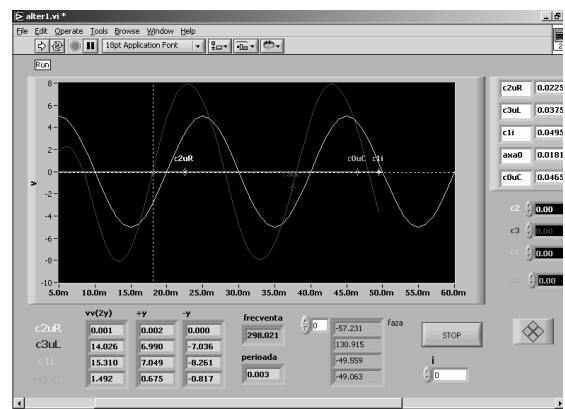 alter1.vi *
File Edit Operate Tools Browse Window Help
18pt Application Font
2
Run
c2uR 0.0225
c3uL 0.0375
c1i 0.0495
axa0 0.0181
c0uC 0.0465
8
6
4
2
0
-2
-4
-6
-8
-10
v
c2uR
c0uC c1i
5.0m 10.0m 15.0m 20.0m 25.0m 30.0m 35.0m 40.0m 45.0m 50.0m 55.0m 60.0m
c2 0.00
c3 0.00
c1 0.00
0.00
vv(2y) +y -y
c2uR 0.001 0.002 0.000
c3uL 14.026 6.990 -7.036
c1i 15.310 7.049 -8.261
c0uC 1.492 0.675 -0.817
frecventa
298.021
perioada
0.003
0
-57.231
130.915
-49.559
-49.063
faza
STOP
i
0